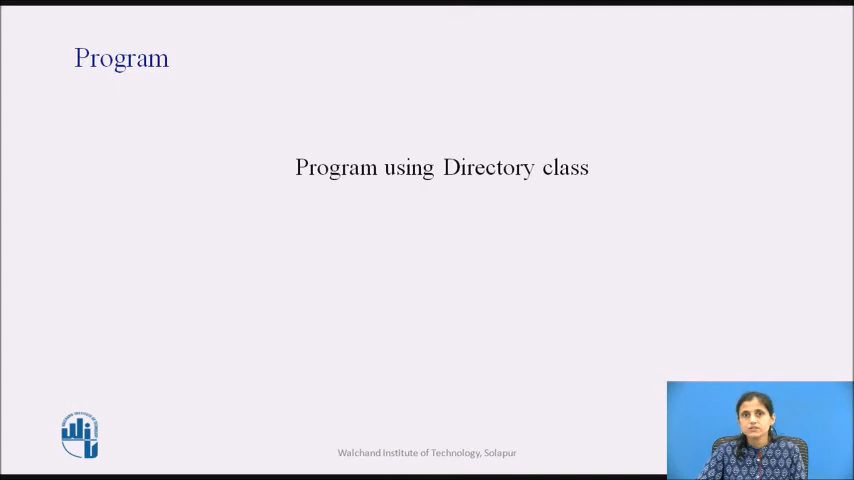 Program
Program using Directory class
Walchand Institute of Technology, Solapur